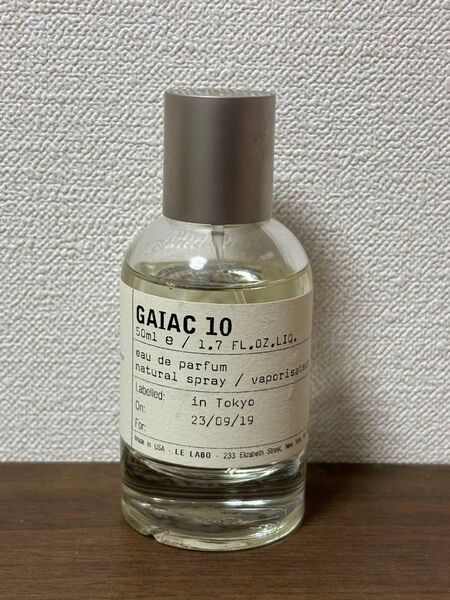 GAIAC 10
50ml e / 1.7 FL.OZ.LIQ.
eau de parfum
natural spray / vaporisateu
Labelled: in Tokyo
On: 23/09/19
For:
Made in USA - LE LABO - 233 Elizabeth Street, New York,